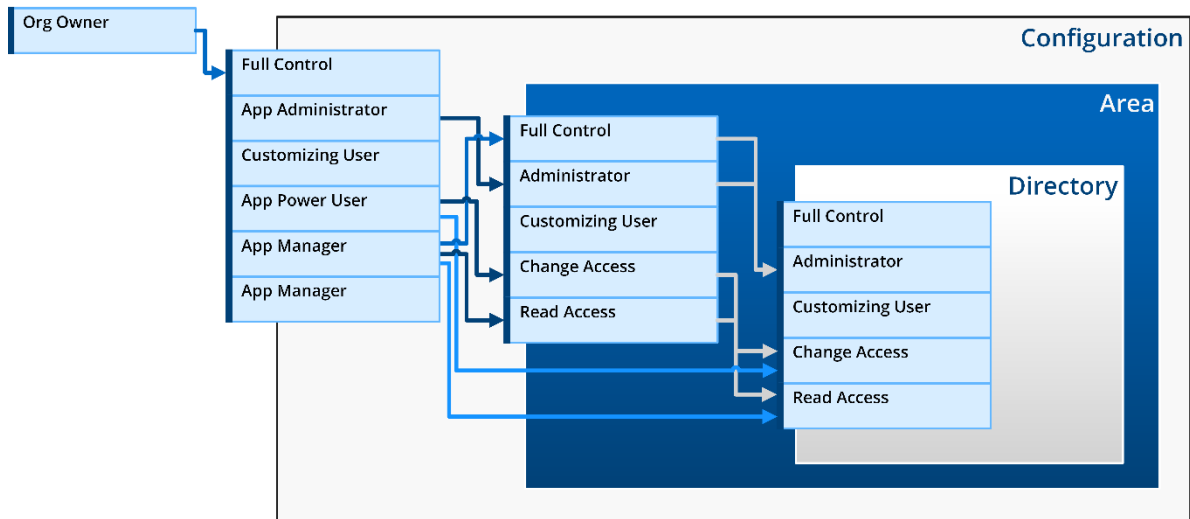 Org Owner
Configuration
Full Control
App Administrator
Customizing User
App Power User
App Manager
App Manager
Area
Full Control
Administrator
Customizing User
Change Access
Read Access
Directory
Full Control
Administrator
Customizing User
Change Access
Read Access